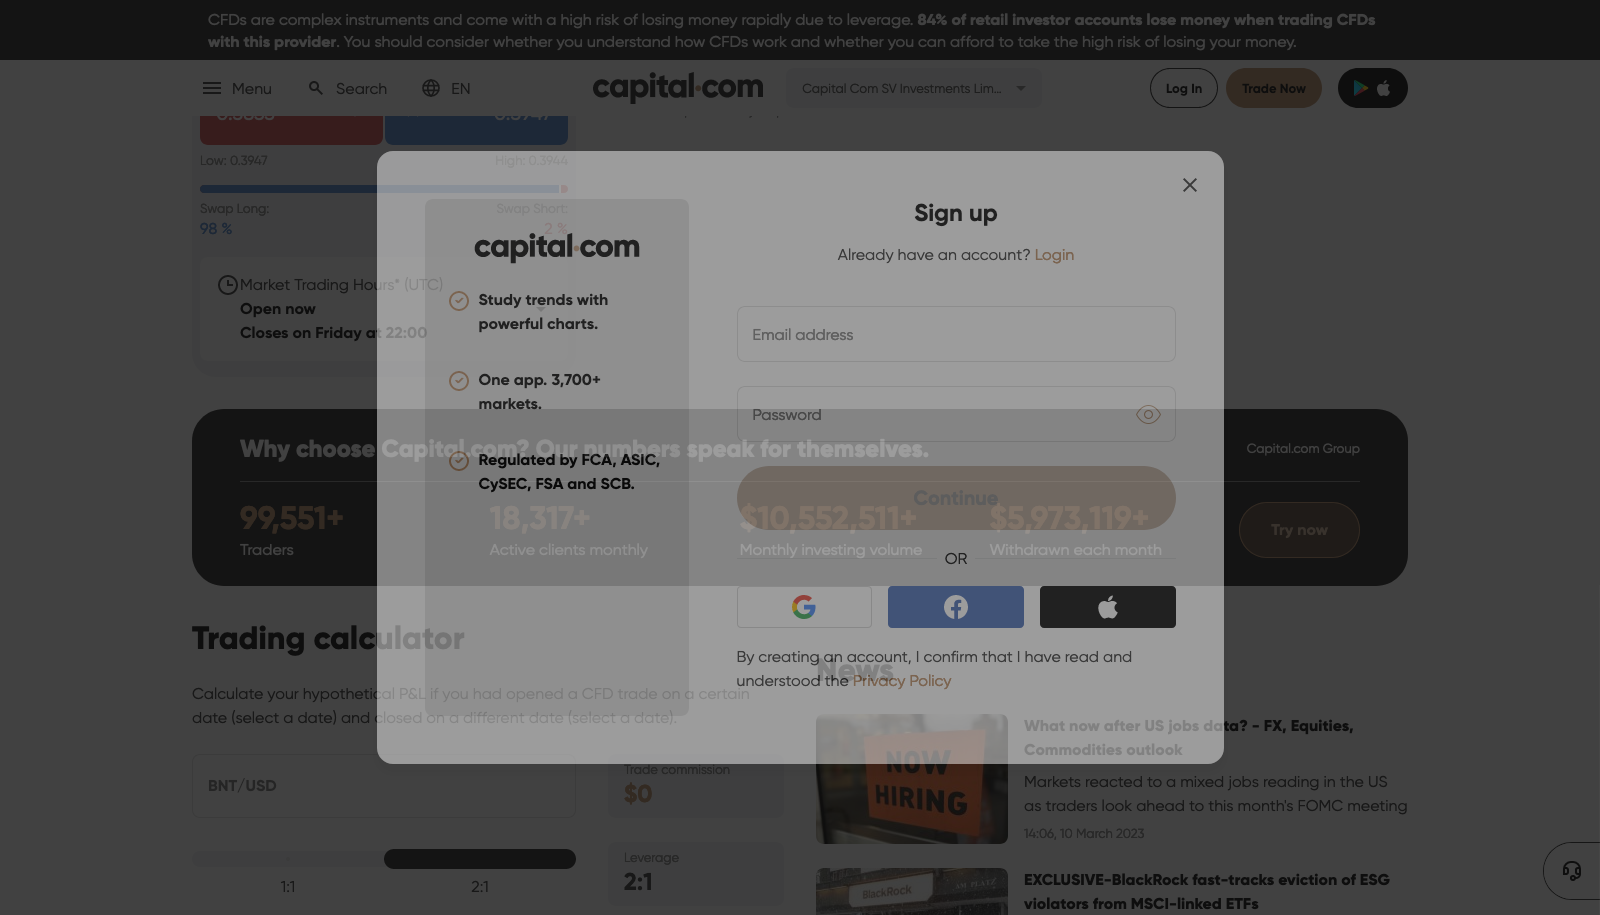 CFDs are complex instruments and come with a high risk of losing money rapidly due to leverage. 84% of retail investor accounts lose money when trading CFDs
with this provider. You should consider whether you understand how CFDs work and whether you can afford to take the high risk of losing your money.
Menu
Search
EN
capital.com
Capital Com SV Investments Lim...
Log In
Trade Now
Low: 0.3947
High: 0.3944
Swap Long:
Swap Short:
98 %
2 %
Market Trading Hours* (UTC)
Open now
Closes on Friday at 22:00
capital.com
Study trends with
powerful charts.
One app. 3,700+
markets.
Regulated by FCA, ASIC,
CySEC, FSA and SCB.
Sign up
Already have an account? Login
Email address
Password
Continue
OR
By creating an account, I confirm that I have read and
understood the Privacy Policy
Why choose Capital.com? Our numbers speak for themselves.
Capital.com Group
99,551+
Traders
18,317+
Active clients monthly
$10,552,511+
Monthly investing volume
$5,973,119+
Withdrawn each month
Try now
Trading calculator
Calculate your hypothetical P&L if you had opened a CFD trade on a certain
date (select a date) and closed on a different date (select a date).
BNT/USD
Trade commission
$0
1:1
2:1
Leverage
2:1
News
NOW
HIRING
What now after US jobs data? - FX, Equities,
Commodities outlook
Markets reacted to a mixed jobs reading in the US
as traders look ahead to this month's FOMC meeting
14:06, 10 March 2023
BlackRock
EXCLUSIVE-BlackRock fast-tracks eviction of ESG
violators from MSCI-linked ETFs